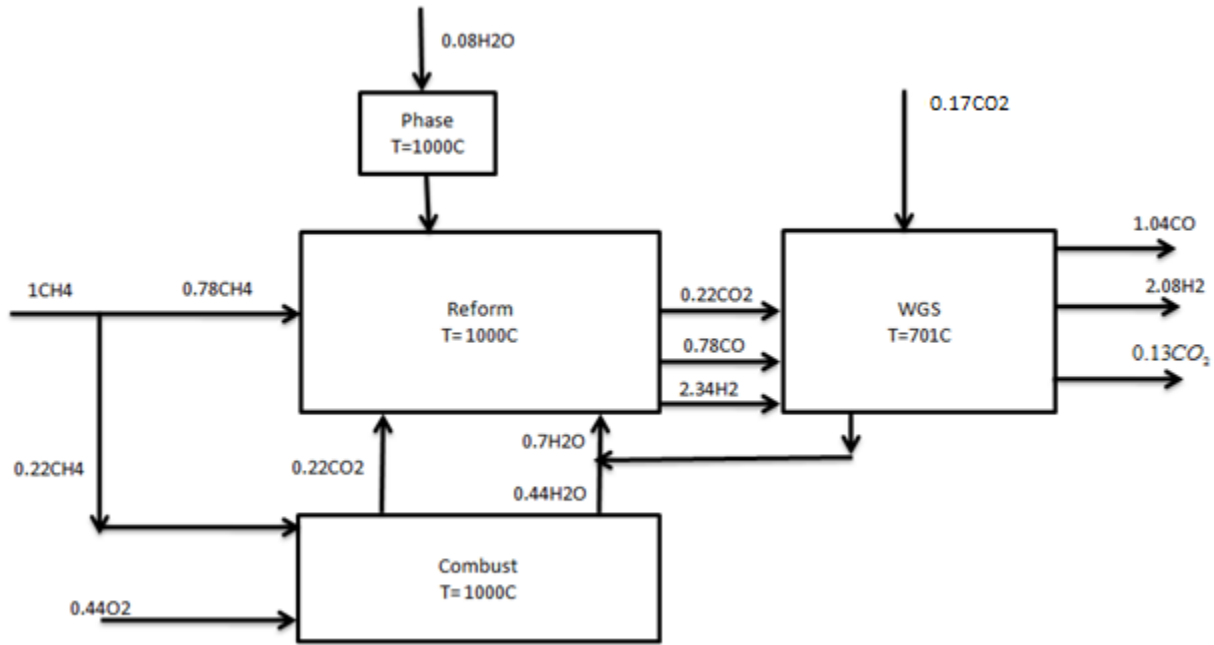 0.08H2O
0.17CO2
Phase
T=1000C
1.04CO
1CH4
0.78CH4
Reform
T=1000C
0.22CO2
WGS
T=701C
2.08H2
0.78CO
0.13CO₂
2.34H2
0.7H2O
0.22CH4
0.22CO2
0.44H2O
Combust
T=1000C
0.44O2